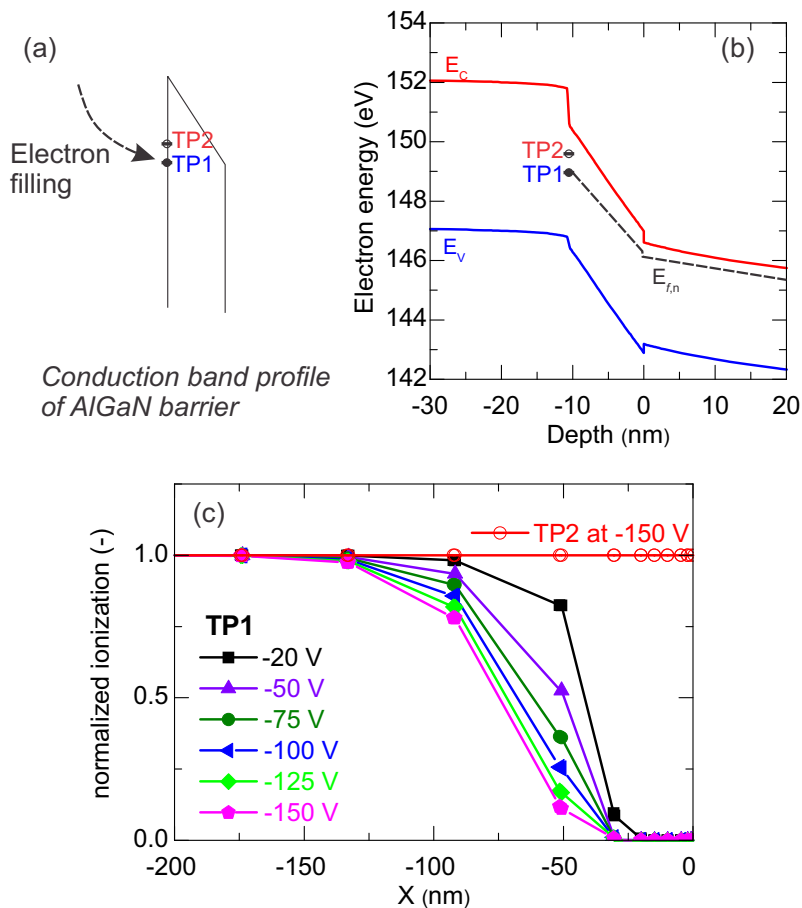 (a)
TP2
TP1
Electron
filling
Conduction band profile
of AlGaN barrier
(b)
Electron energy (eV)
154
152
150
148
146
144
142
E_C
TP2
TP1
E_V
E_f,n
-30
-20
-10
0
10
20
Depth (nm)
(c)
normalized ionization (-)
1.0
0.5
0.0
TP2 at -150 V
TP1
-20 V
-50 V
-75 V
-100 V
-125 V
-150 V
-200
-150
-100
-50
0
X (nm)